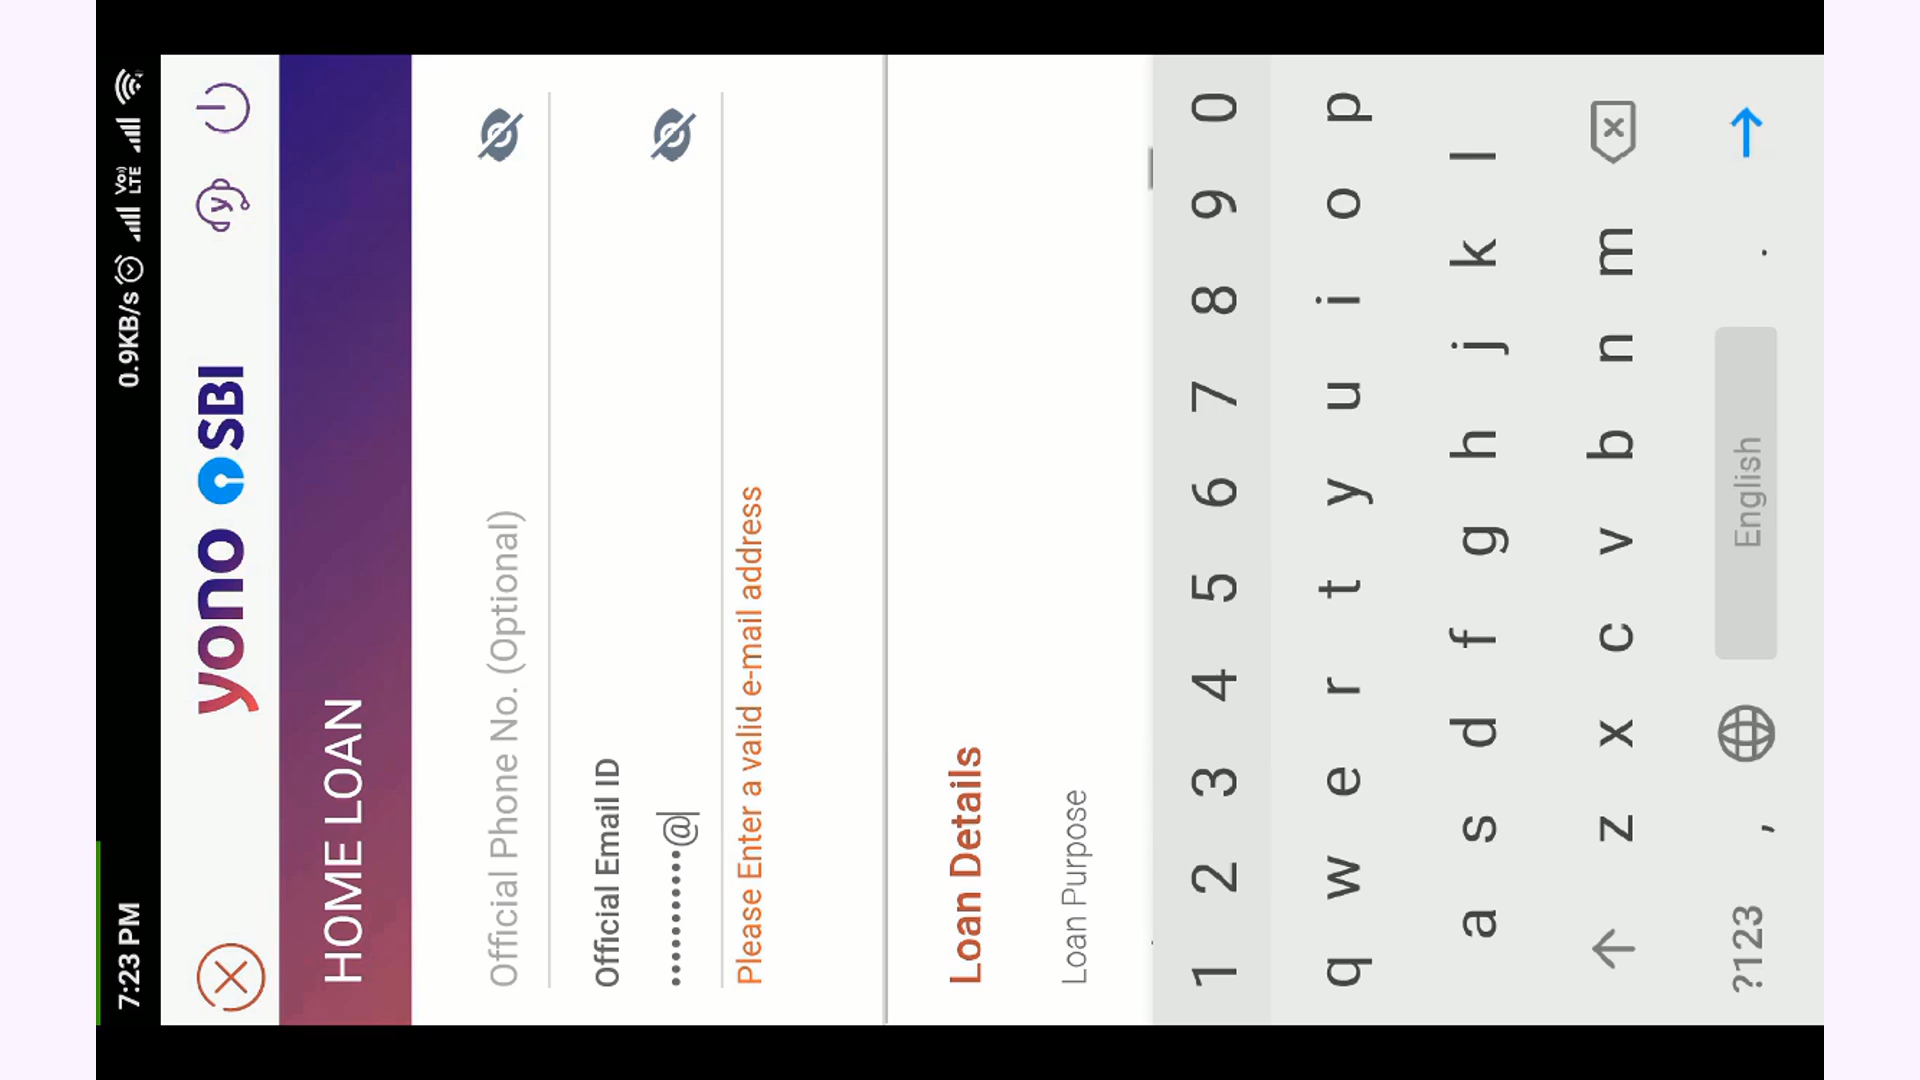 7:23 PM 0.9KB/s Vo) LTE
yono SBI
HOME LOAN
Official Phone No. (Optional)
Official Email ID
•••••••••••@
Please Enter a valid e-mail address
Loan Details
Loan Purpose
1 2 3 4 5 6 7 8 9 0
q w e r t y u i o p
a s d f g h j k l
z x c v b n m
?123 , English .